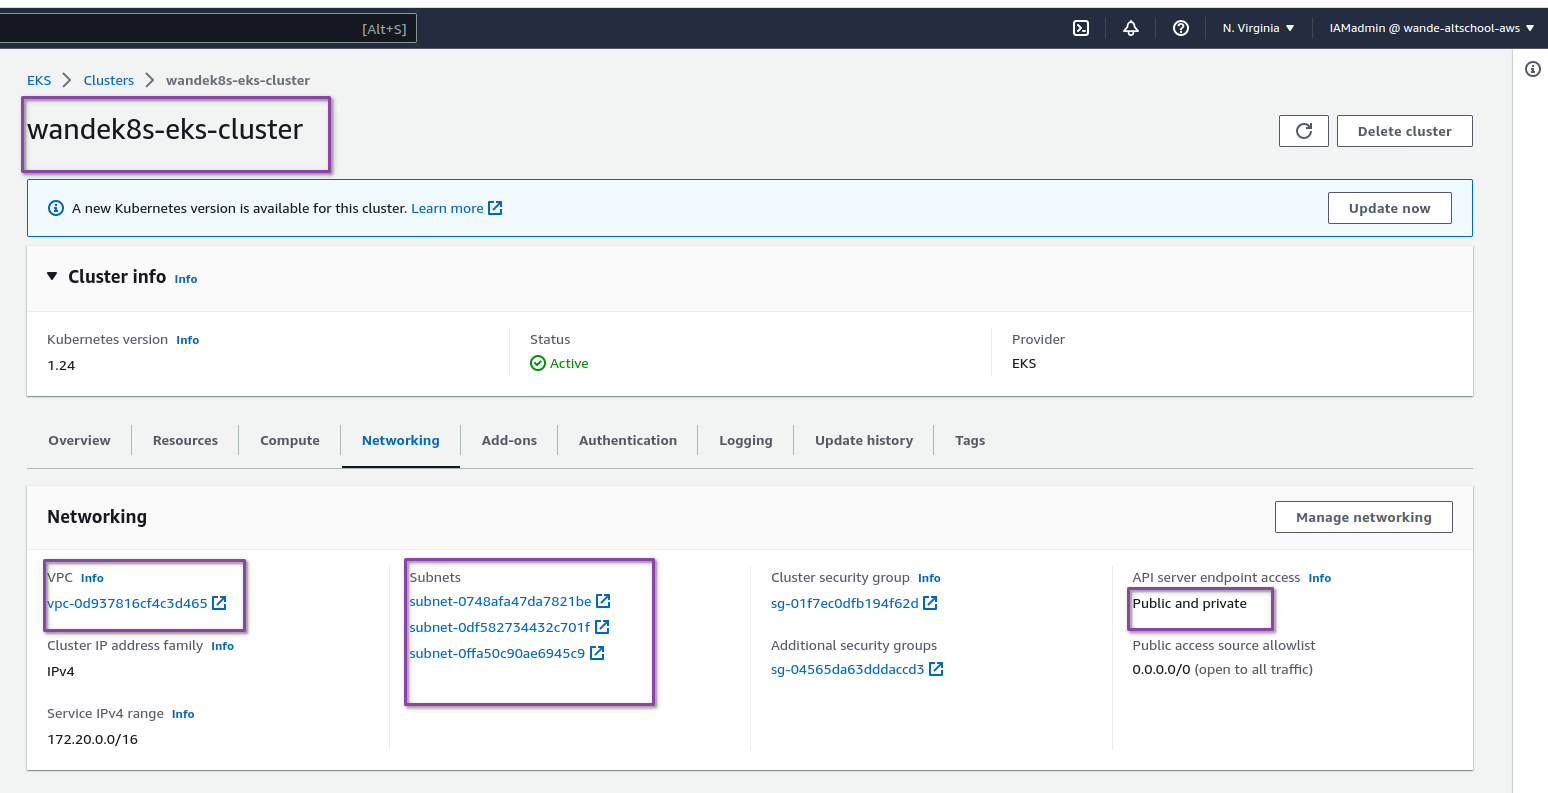 [Alt+S]
N. Virginia
IAMadmin @ wande-altschool-aws
EKS
Clusters
wandek8s-eks-cluster
wandek8s-eks-cluster
Delete cluster
A new Kubernetes version is available for this cluster. Learn more
Update now
Cluster info Info
Kubernetes version Info
1.24
Status
Active
Provider
EKS
Overview
Resources
Compute
Networking
Add-ons
Authentication
Logging
Update history
Tags
Networking
Manage networking
VPC Info
vpc-0d937816cf4c3d465
Cluster IP address family Info
IPv4
Service IPv4 range Info
172.20.0.0/16
Subnets
subnet-0748afa47da7821be
subnet-0df582734432c701f
subnet-0ffa50c90ae6945c9
Cluster security group Info
sg-01f7ec0dfb194f62d
Additional security groups
sg-04565da63dddaccd3
API server endpoint access Info
Public and private
Public access source allowlist
0.0.0.0/0 (open to all traffic)